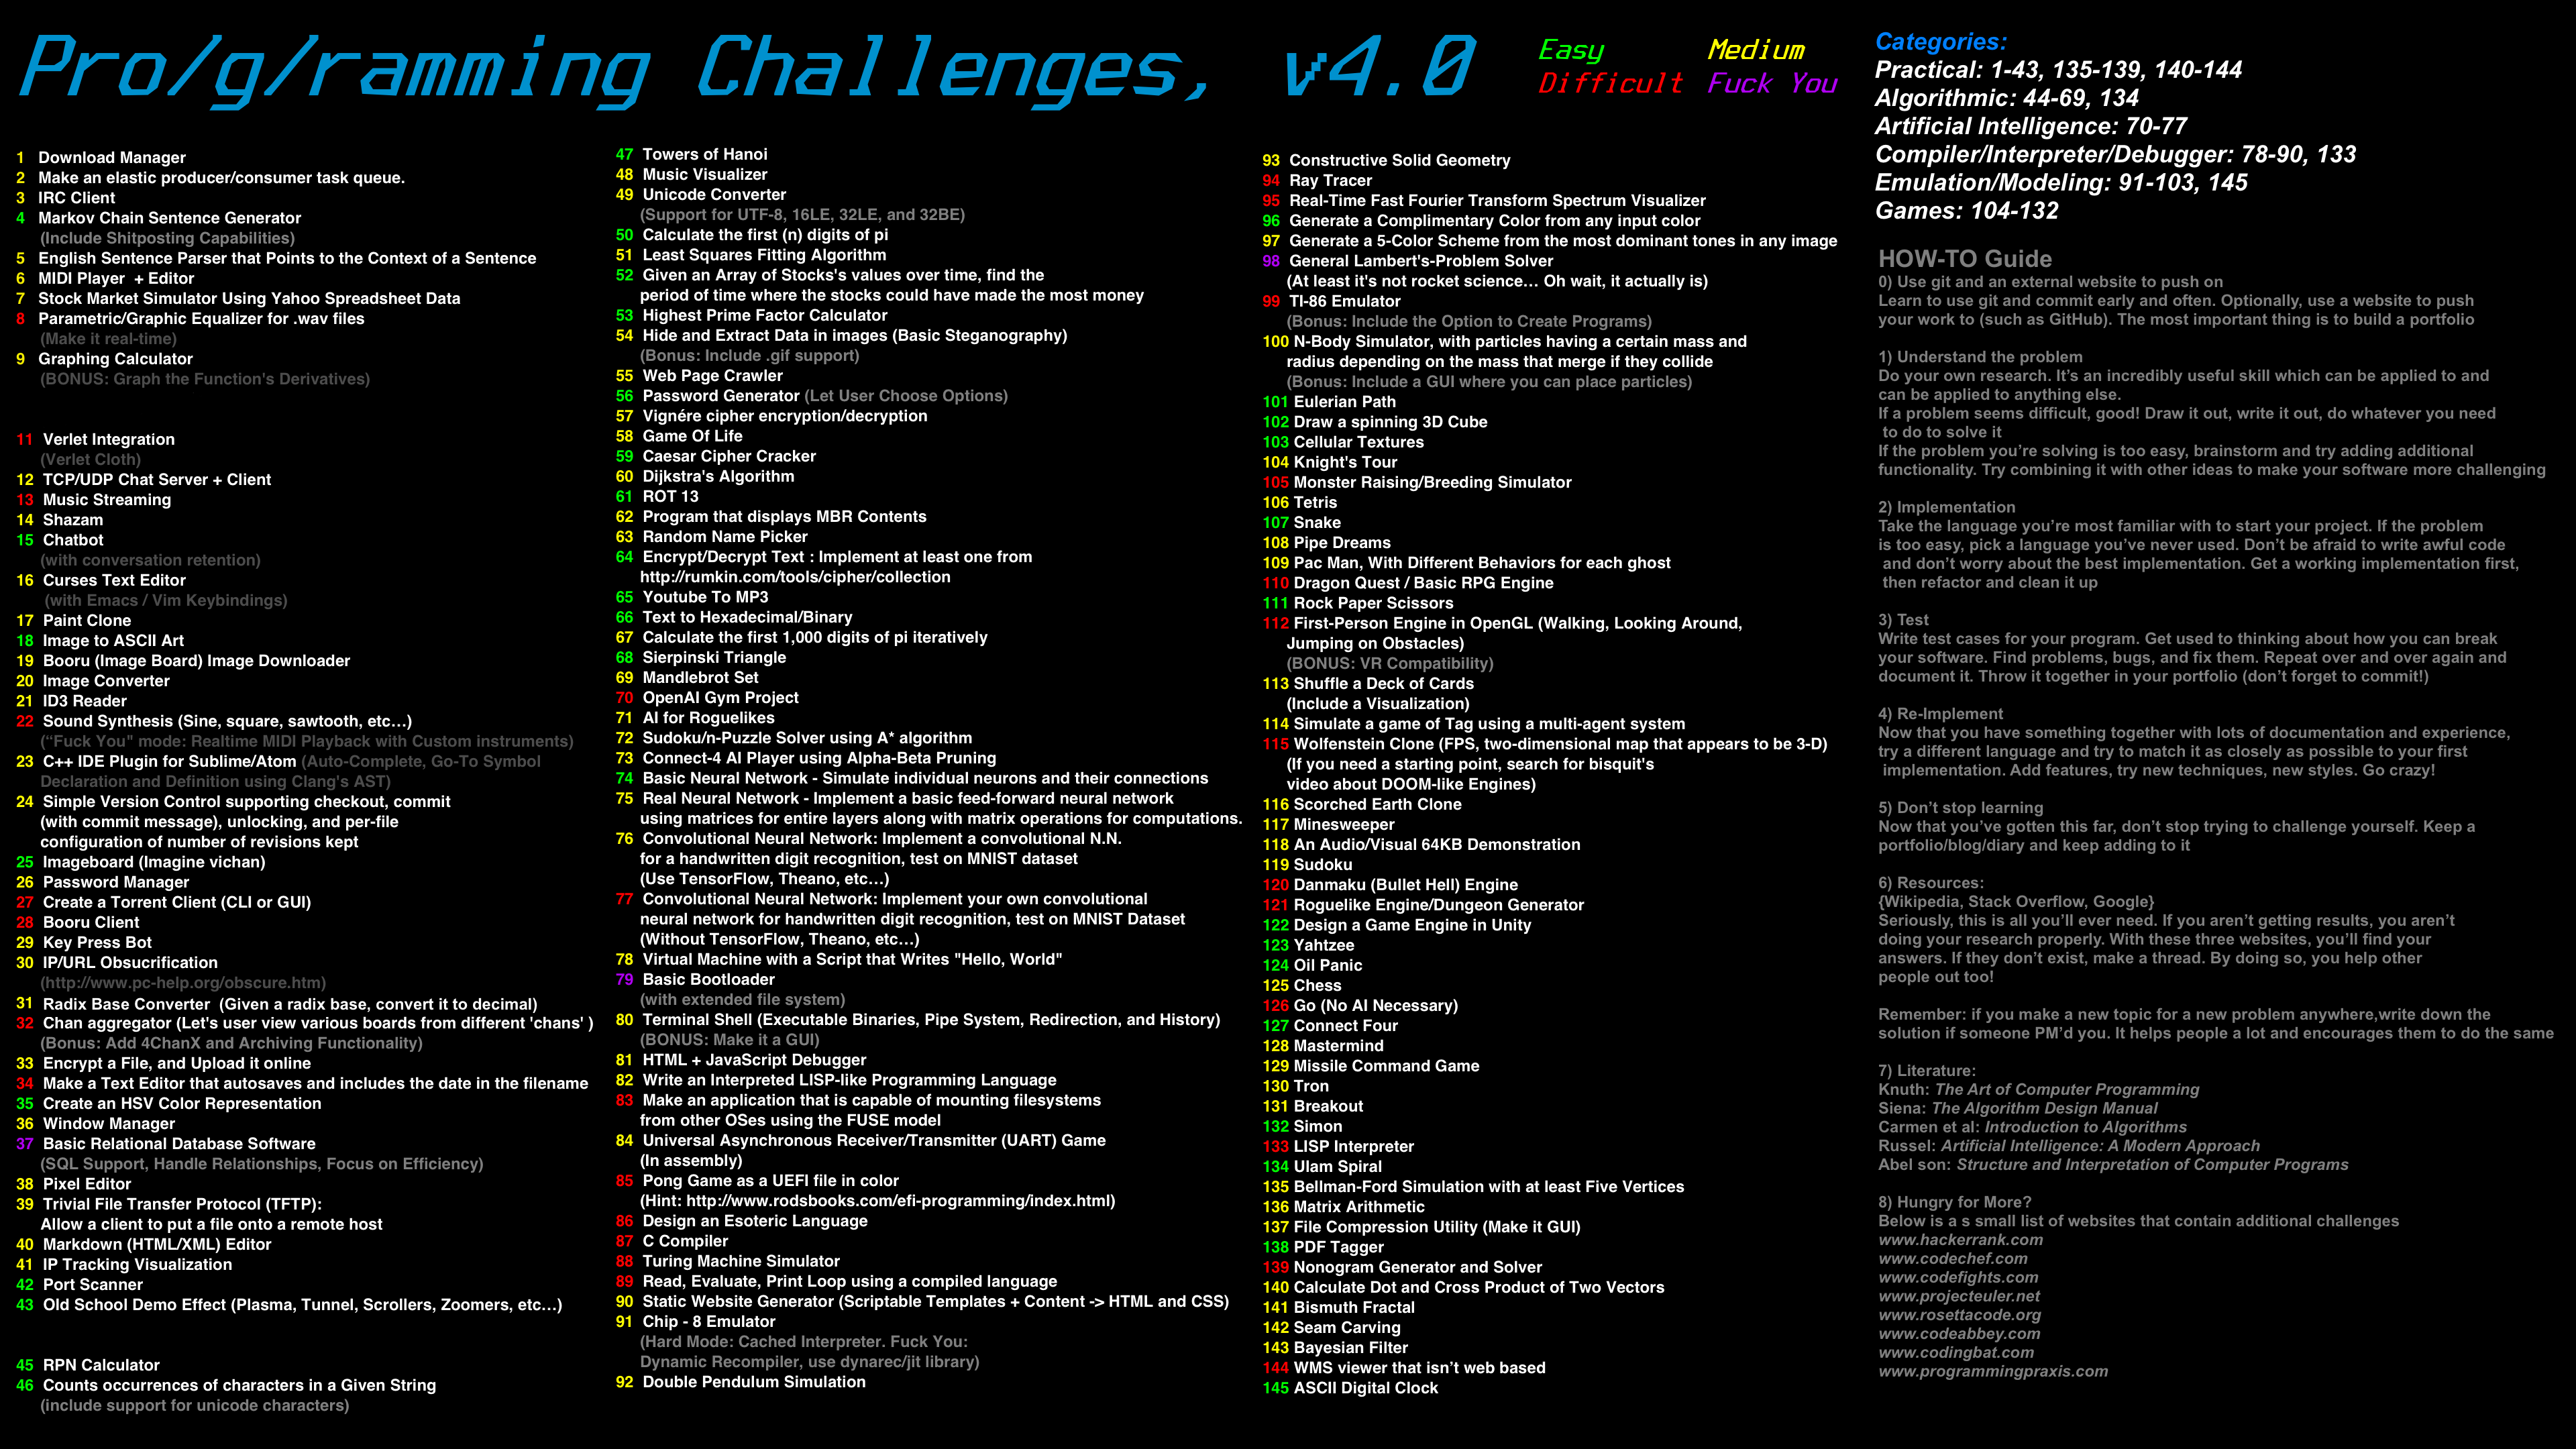 Pro/g/ramming Challenges, v4.0
Easy Medium
Difficult Fuck You
1 Download Manager
2 Make an elastic producer/consumer task queue.
3 IRC Client
4 Markov Chain Sentence Generator
(Include Shitposting Capabilities)
5 English Sentence Parser that Points to the Context of a Sentence
6 MIDI Player + Editor
7 Stock Market Simulator Using Yahoo Spreadsheet Data
8 Parametric/Graphic Equalizer for .wav files
(Make it real-time)
9 Graphing Calculator
(BONUS: Graph the Function's Derivatives)
11 Verlet Integration
(Verlet Cloth)
12 TCP/UDP Chat Server + Client
13 Music Streaming
14 Shazam
15 Chatbot
(with conversation retention)
16 Curses Text Editor
(with Emacs / Vim Keybindings)
17 Paint Clone
18 Image to ASCII Art
19 Booru (Image Board) Image Downloader
20 Image Converter
21 ID3 Reader
22 Sound Synthesis (Sine, square, sawtooth, etc…)
(“Fuck You" mode: Realtime MIDI Playback with Custom instruments)
23 C++ IDE Plugin for Sublime/Atom (Auto-Complete, Go-To Symbol
Declaration and Definition using Clang's AST)
24 Simple Version Control supporting checkout, commit
(with commit message), unlocking, and per-file
configuration of number of revisions kept
25 Imageboard (Imagine vichan)
26 Password Manager
27 Create a Torrent Client (CLI or GUI)
28 Booru Client
29 Key Press Bot
30 IP/URL Obsucrification
(http://www.pc-help.org/obscure.htm)
31 Radix Base Converter (Given a radix base, convert it to decimal)
32 Chan aggregator (Let's user view various boards from different 'chans' )
(Bonus: Add 4ChanX and Archiving Functionality)
33 Encrypt a File, and Upload it online
34 Make a Text Editor that autosaves and includes the date in the filename
35 Create an HSV Color Representation
36 Window Manager
37 Basic Relational Database Software
(SQL Support, Handle Relationships, Focus on Efficiency)
38 Pixel Editor
39 Trivial File Transfer Protocol (TFTP):
Allow a client to put a file onto a remote host
40 Markdown (HTML/XML) Editor
41 IP Tracking Visualization
42 Port Scanner
43 Old School Demo Effect (Plasma, Tunnel, Scrollers, Zoomers, etc…)
45 RPN Calculator
46 Counts occurrences of characters in a Given String
(include support for unicode characters)
47 Towers of Hanoi
48 Music Visualizer
49 Unicode Converter
(Support for UTF-8, 16LE, 32LE, and 32BE)
50 Calculate the first (n) digits of pi
51 Least Squares Fitting Algorithm
52 Given an Array of Stocks's values over time, find the
period of time where the stocks could have made the most money
53 Highest Prime Factor Calculator
54 Hide and Extract Data in images (Basic Steganography)
(Bonus: Include .gif support)
55 Web Page Crawler
56 Password Generator (Let User Choose Options)
57 Vignére cipher encryption/decryption
58 Game Of Life
59 Caesar Cipher Cracker
60 Dijkstra's Algorithm
61 ROT 13
62 Program that displays MBR Contents
63 Random Name Picker
64 Encrypt/Decrypt Text : Implement at least one from
http://rumkin.com/tools/cipher/collection
65 Youtube To MP3
66 Text to Hexadecimal/Binary
67 Calculate the first 1,000 digits of pi iteratively
68 Sierpinski Triangle
69 Mandlebrot Set
70 OpenAI Gym Project
71 AI for Roguelikes
72 Sudoku/n-Puzzle Solver using A* algorithm
73 Connect-4 AI Player using Alpha-Beta Pruning
74 Basic Neural Network - Simulate individual neurons and their connections
75 Real Neural Network - Implement a basic feed-forward neural network
using matrices for entire layers along with matrix operations for computations.
76 Convolutional Neural Network: Implement a convolutional N.N.
for a handwritten digit recognition, test on MNIST dataset
(Use TensorFlow, Theano, etc…)
77 Convolutional Neural Network: Implement your own convolutional
neural network for handwritten digit recognition, test on MNIST Dataset
(Without TensorFlow, Theano, etc…)
78 Virtual Machine with a Script that Writes "Hello, World"
79 Basic Bootloader
(with extended file system)
80 Terminal Shell (Executable Binaries, Pipe System, Redirection, and History)
(BONUS: Make it a GUI)
81 HTML + JavaScript Debugger
82 Write an Interpreted LISP-like Programming Language
83 Make an application that is capable of mounting filesystems
from other OSes using the FUSE model
84 Universal Asynchronous Receiver/Transmitter (UART) Game
(In assembly)
85 Pong Game as a UEFI file in color
(Hint: http://www.rodsbooks.com/efi-programming/index.html)
86 Design an Esoteric Language
87 C Compiler
88 Turing Machine Simulator
89 Read, Evaluate, Print Loop using a compiled language
90 Static Website Generator (Scriptable Templates + Content -> HTML and CSS)
91 Chip - 8 Emulator
(Hard Mode: Cached Interpreter. Fuck You:
Dynamic Recompiler, use dynarec/jit library)
92 Double Pendulum Simulation
93 Constructive Solid Geometry
94 Ray Tracer
95 Real-Time Fast Fourier Transform Spectrum Visualizer
96 Generate a Complimentary Color from any input color
97 Generate a 5-Color Scheme from the most dominant tones in any image
98 General Lambert's-Problem Solver
(At least it's not rocket science… Oh wait, it actually is)
99 TI-86 Emulator
(Bonus: Include the Option to Create Programs)
100 N-Body Simulator, with particles having a certain mass and
radius depending on the mass that merge if they collide
(Bonus: Include a GUI where you can place particles)
101 Eulerian Path
102 Draw a spinning 3D Cube
103 Cellular Textures
104 Knight's Tour
105 Monster Raising/Breeding Simulator
106 Tetris
107 Snake
108 Pipe Dreams
109 Pac Man, With Different Behaviors for each ghost
110 Dragon Quest / Basic RPG Engine
111 Rock Paper Scissors
112 First-Person Engine in OpenGL (Walking, Looking Around,
Jumping on Obstacles)
(BONUS: VR Compatibility)
113 Shuffle a Deck of Cards
(Include a Visualization)
114 Simulate a game of Tag using a multi-agent system
115 Wolfenstein Clone (FPS, two-dimensional map that appears to be 3-D)
(If you need a starting point, search for bisquit's
video about DOOM-like Engines)
116 Scorched Earth Clone
117 Minesweeper
118 An Audio/Visual 64KB Demonstration
119 Sudoku
120 Danmaku (Bullet Hell) Engine
121 Roguelike Engine/Dungeon Generator
122 Design a Game Engine in Unity
123 Yahtzee
124 Oil Panic
125 Chess
126 Go (No AI Necessary)
127 Connect Four
128 Mastermind
129 Missile Command Game
130 Tron
131 Breakout
132 Simon
133 LISP Interpreter
134 Ulam Spiral
135 Bellman-Ford Simulation with at least Five Vertices
136 Matrix Arithmetic
137 File Compression Utility (Make it GUI)
138 PDF Tagger
139 Nonogram Generator and Solver
140 Calculate Dot and Cross Product of Two Vectors
141 Bismuth Fractal
142 Seam Carving
143 Bayesian Filter
144 WMS viewer that isn’t web based
145 ASCII Digital Clock
Categories:
Practical: 1-43, 135-139, 140-144
Algorithmic: 44-69, 134
Artificial Intelligence: 70-77
Compiler/Interpreter/Debugger: 78-90, 133
Emulation/Modeling: 91-103, 145
Games: 104-132
HOW-TO Guide
0) Use git and an external website to push on
Learn to use git and commit early and often. Optionally, use a website to push
your work to (such as GitHub). The most important thing is to build a portfolio
1) Understand the problem
Do your own research. It’s an incredibly useful skill which can be applied to and
can be applied to anything else.
If a problem seems difficult, good! Draw it out, write it out, do whatever you need
to do to solve it
If the problem you’re solving is too easy, brainstorm and try adding additional
functionality. Try combining it with other ideas to make your software more challenging
2) Implementation
Take the language you’re most familiar with to start your project. If the problem
is too easy, pick a language you’ve never used. Don’t be afraid to write awful code
and don’t worry about the best implementation. Get a working implementation first,
then refactor and clean it up
3) Test
Write test cases for your program. Get used to thinking about how you can break
your software. Find problems, bugs, and fix them. Repeat over and over again and
document it. Throw it together in your portfolio (don’t forget to commit!)
4) Re-Implement
Now that you have something together with lots of documentation and experience,
try a different language and try to match it as closely as possible to your first
implementation. Add features, try new techniques, new styles. Go crazy!
5) Don’t stop learning
Now that you’ve gotten this far, don’t stop trying to challenge yourself. Keep a
portfolio/blog/diary and keep adding to it
6) Resources:
{Wikipedia, Stack Overflow, Google}
Seriously, this is all you’ll ever need. If you aren’t getting results, you aren’t
doing your research properly. With these three websites, you’ll find your
answers. If they don’t exist, make a thread. By doing so, you help other
people out too!
Remember: if you make a new topic for a new problem anywhere,write down the
solution if someone PM’d you. It helps people a lot and encourages them to do the same
7) Literature:
Knuth: The Art of Computer Programming
Siena: The Algorithm Design Manual
Carmen et al: Introduction to Algorithms
Russel: Artificial Intelligence: A Modern Approach
Abel son: Structure and Interpretation of Computer Programs
8) Hungry for More?
Below is a s small list of websites that contain additional challenges
www.hackerrank.com
www.codechef.com
www.codefights.com
www.projecteuler.net
www.rosettacode.org
www.codeabbey.com
www.codingbat.com
www.programmingpraxis.com